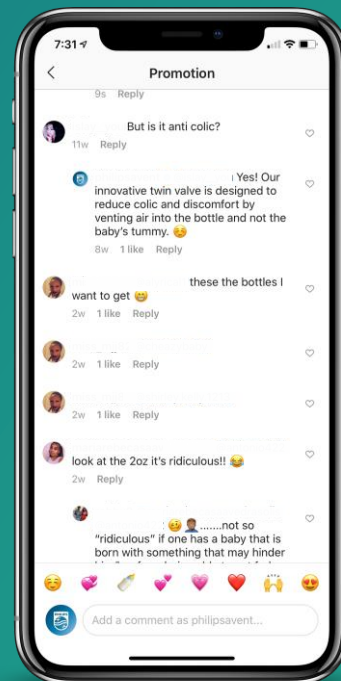 7:31
Promotion
9s Reply
But is it anti colic?
11w Reply
Yes! Our
innovative twin valve is designed to
reduce colic and discomfort by
venting air into the bottle and not the
baby's tummy. ☺️
8w 1 like Reply
these the bottles I
want to get 😁
2w 1 like Reply
2w 1 like Reply
2w 1 like Reply
look at the 2oz it's ridiculous!! 😂
2w Reply
🥴🤦🏾‍♂️.......not so
"ridiculous" if one has a baby that is
born with something that may hinder
Add a comment as philipsavent...